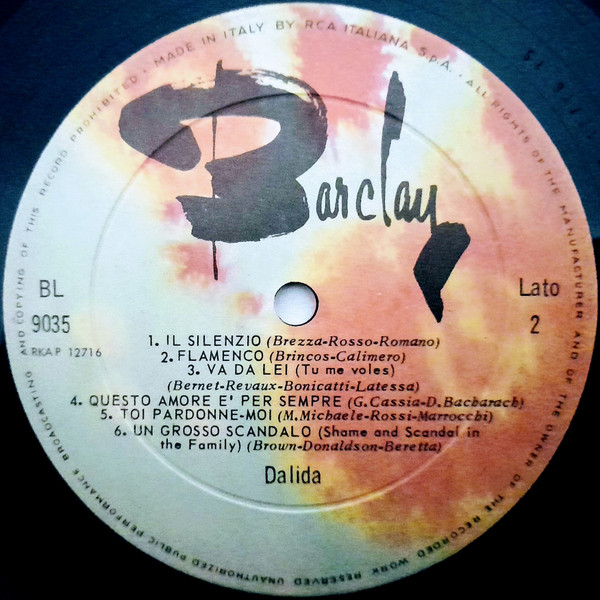 MADE IN ITALY BY RCA ITALIANA S.p.A. • ALL RIGHTS OF THE MANUFACTURER AND OF THE OWNER OF THE RECORDED WORK RESERVED UNAUTHORIZED PUBLIC PERFORMANCE BROADCASTING AND COPYING OF THIS RECORD PROHIBITED •
Barclay
BL
9035
ARKAP 12716
Lato
2
1. IL SILENZIO (Brezza-Rosso-Romano)
2. FLAMENCO (Brincos-Calimero)
3. VA DA LEI (Tu me voles)
(Bernet-Revaux-Bonicatti-Latessa)
4. QUESTO AMORE E' PER SEMPRE (G. Cassia-D. Bacharach)
5. TOI PARDONNE-MOI (M. Michaele-Rossi-Marrocchi)
6. UN GROSSO SCANDALO (Shame and Scandal in
the Family) (Brown-Donaldson-Beretta)
Dalida